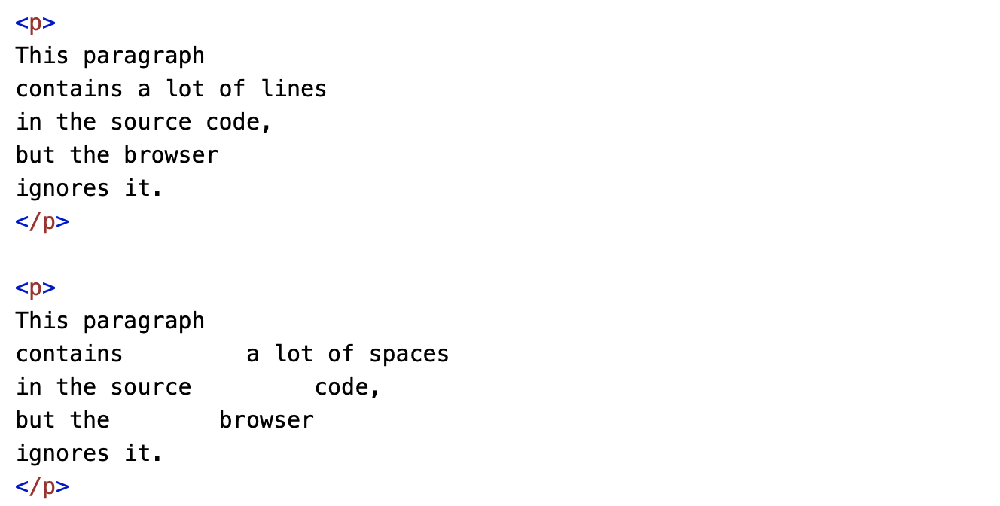 <p>
This paragraph
contains a lot of lines
in the source code,
but the browser
ignores it.
</p>

<p>
This paragraph
contains         a lot of spaces
in the source         code,
but the        browser
ignores it.
</p>